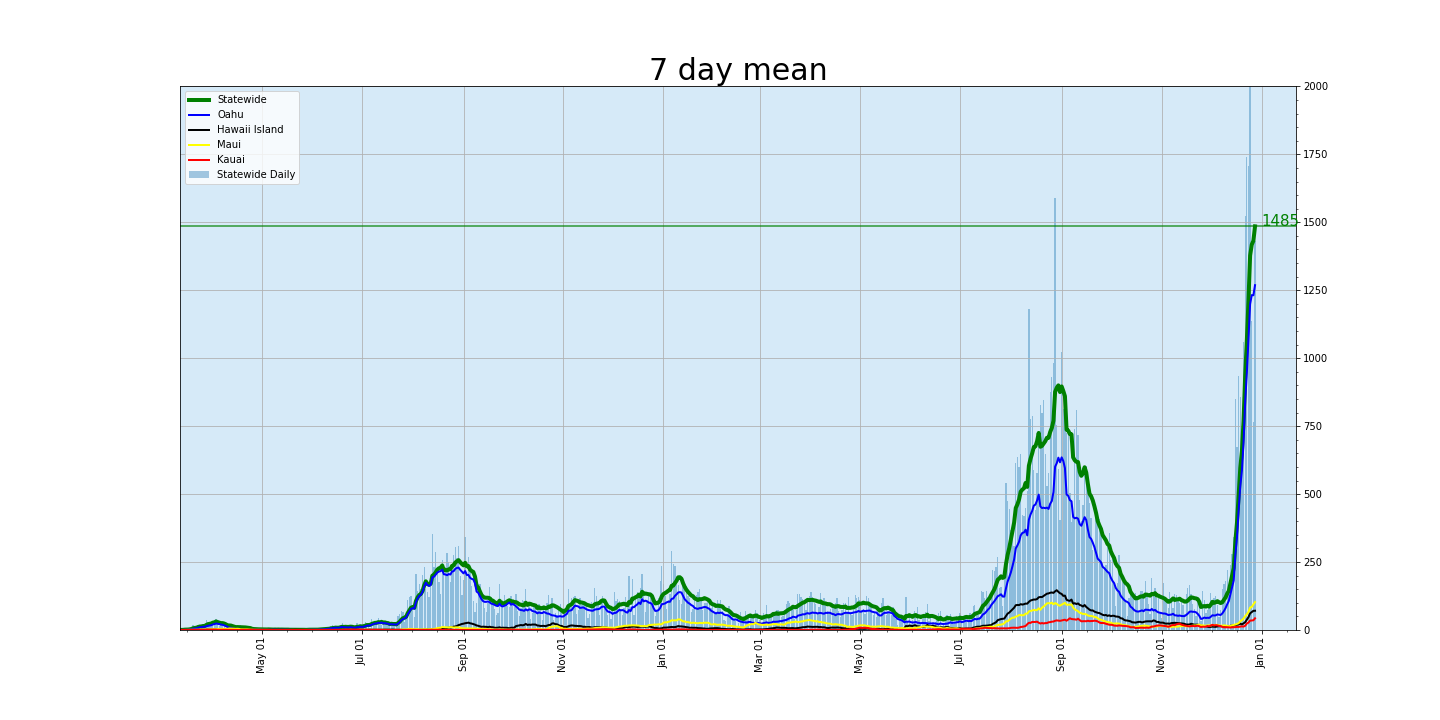 7 day mean
Statewide
Oahu
Hawaii Island
Maui
Kauai
Statewide Daily
2000
1750
1500
1250
1000
750
500
250
0
1485
May 01
Jul 01
Sep 01
Nov 01
Jan 01
Mar 01
May 01
Jul 01
Sep 01
Nov 01
Jan 01